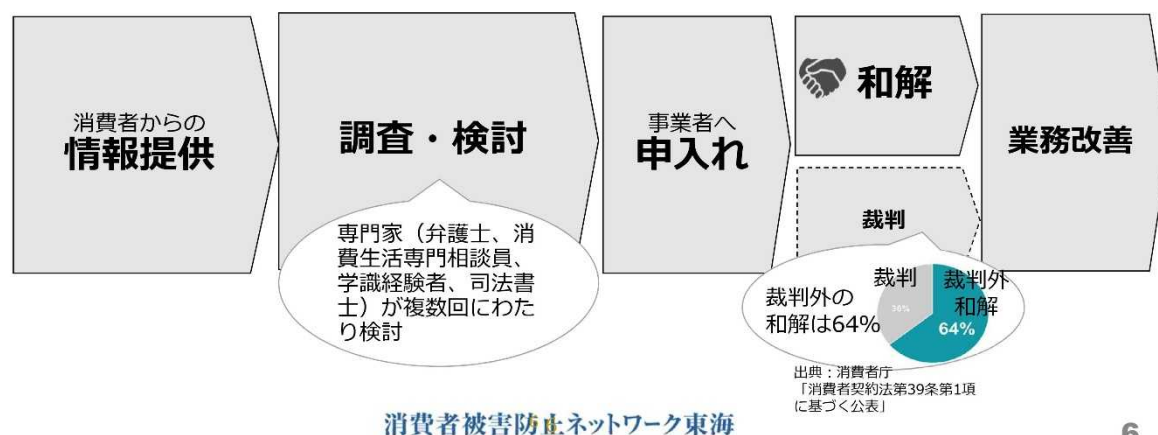 消費者からの
情報提供
調査・検討
専門家（弁護士、消
費生活専門相談員、
学識経験者、司法書
士）が複数回にわた
り検討
事業者へ
申入れ
和解
裁判
裁判外の
和解は64%
裁判
36%
裁判外
和解
64%
出典：消費者庁
「消費者契約法第39条第1項
に基づく公表」
業務改善
消費者被害防止ネットワーク東海
6